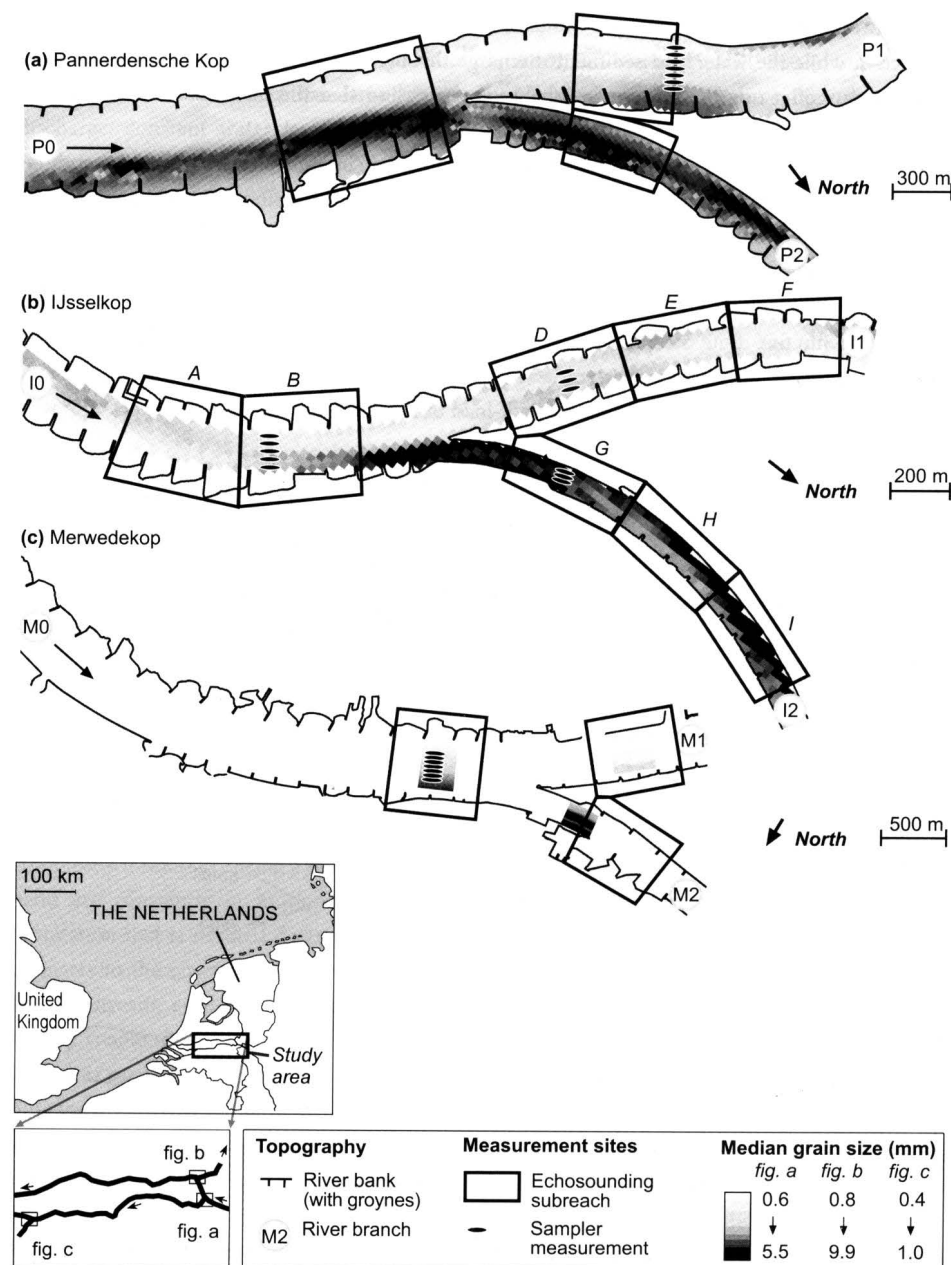 (a) Pannerdensche Kop
P1
P0
North
300 m
P2
(b) IJsselkop
F
E
D
I1
A
B
I0
G
North
200 m
H
(c) Merwedekop
I
M0
I2
M1
North
500 m
M2
100 km
THE NETHERLANDS
United
Kingdom
Study
area
fig. b
fig. a
fig. c
Topography
River bank
(with groynes)
M2 River branch
Measurement sites
Echosounding
subreach
Sampler
measurement
Median grain size (mm)
fig. a fig. b fig. c
0.6 0.8 0.4
5.5 9.9 1.0